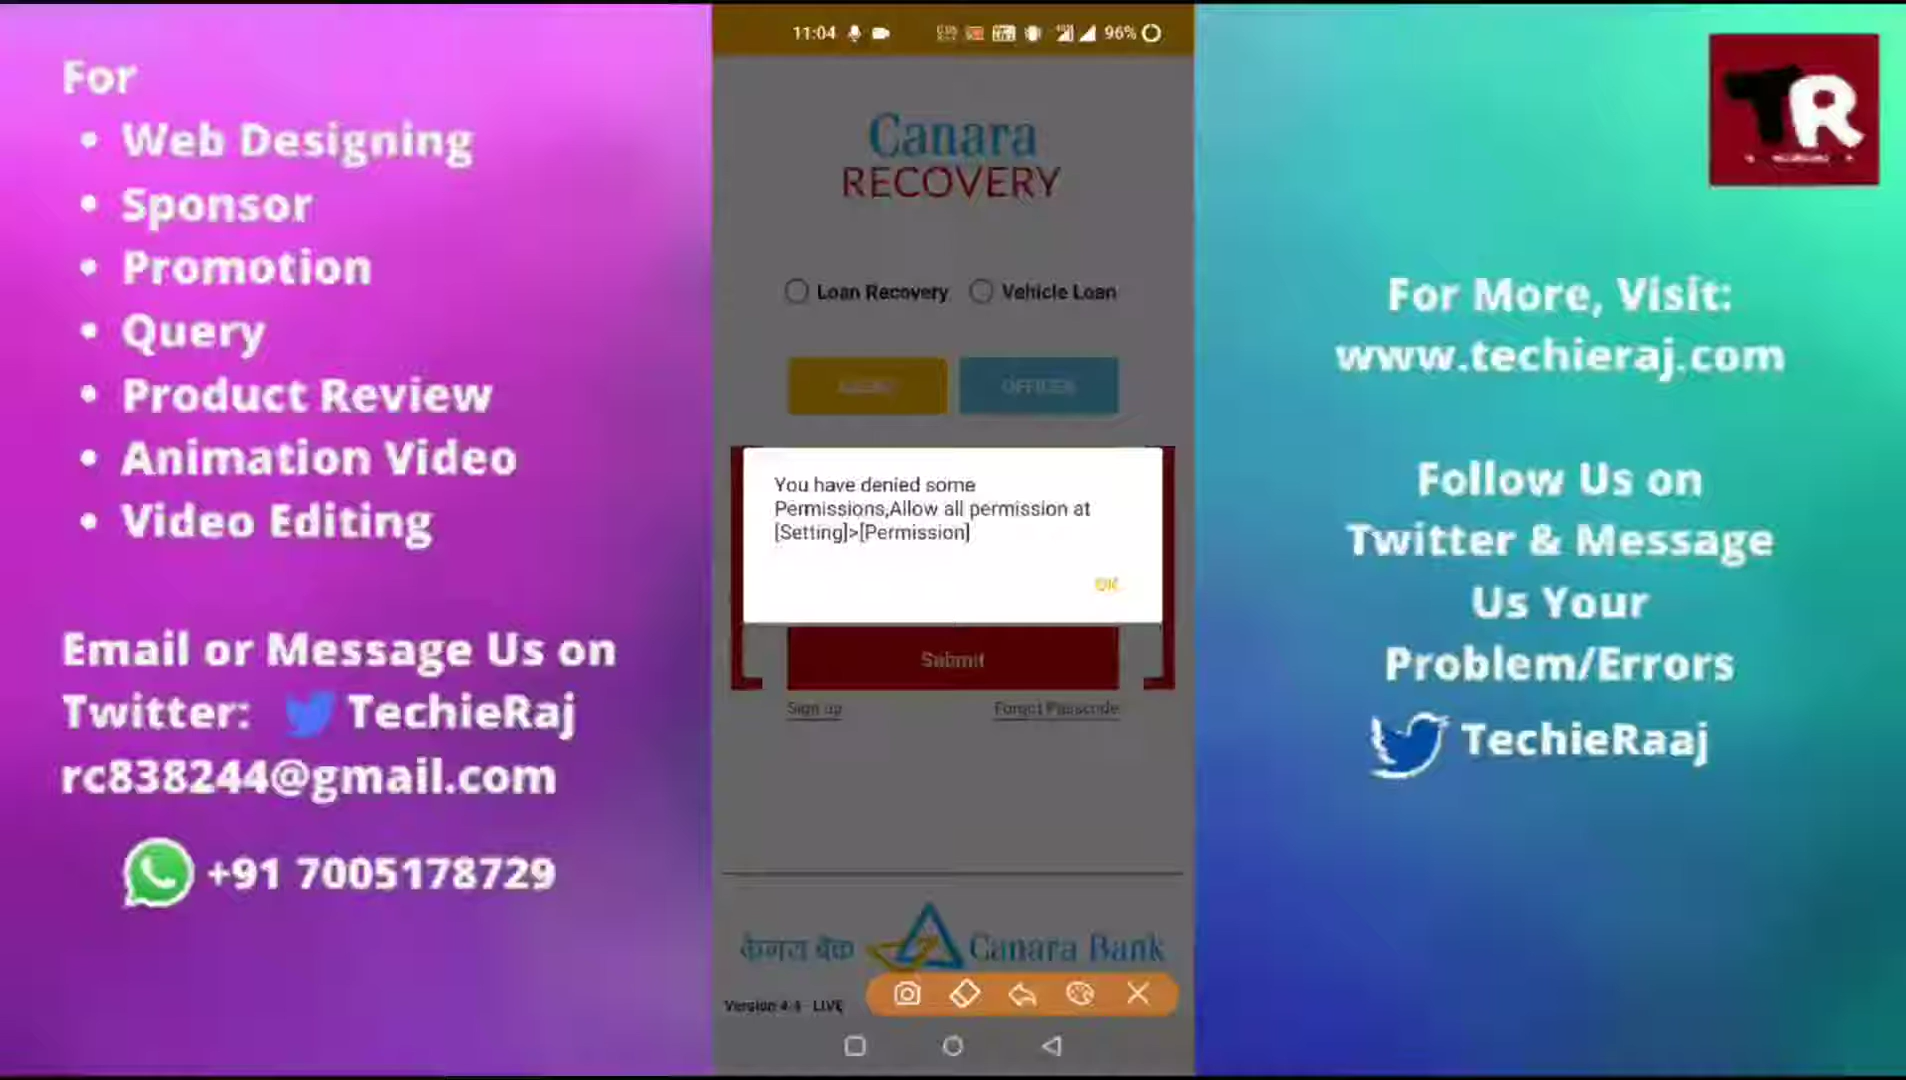 For
• Web Designing
• Sponsor
• Promotion
• Query
• Product Review
• Animation Video
• Video Editing
Email or Message Us on
Twitter: TechieRaj
rc838244@gmail.com
+91 7005178729
11:04
96%
Canara
RECOVERY
Loan Recovery
Vehicle Loan
OFFICER
You have denied some
Permissions,Allow all permission at
[Setting]>[Permission]
OK
Submit
Sign up
Forgot Passcode
केनरा बैंक
Canara Bank
LIVE
TR
For More, Visit:
www.techieraj.com
Follow Us on
Twitter & Message
Us Your
Problem/Errors
TechieRaaj